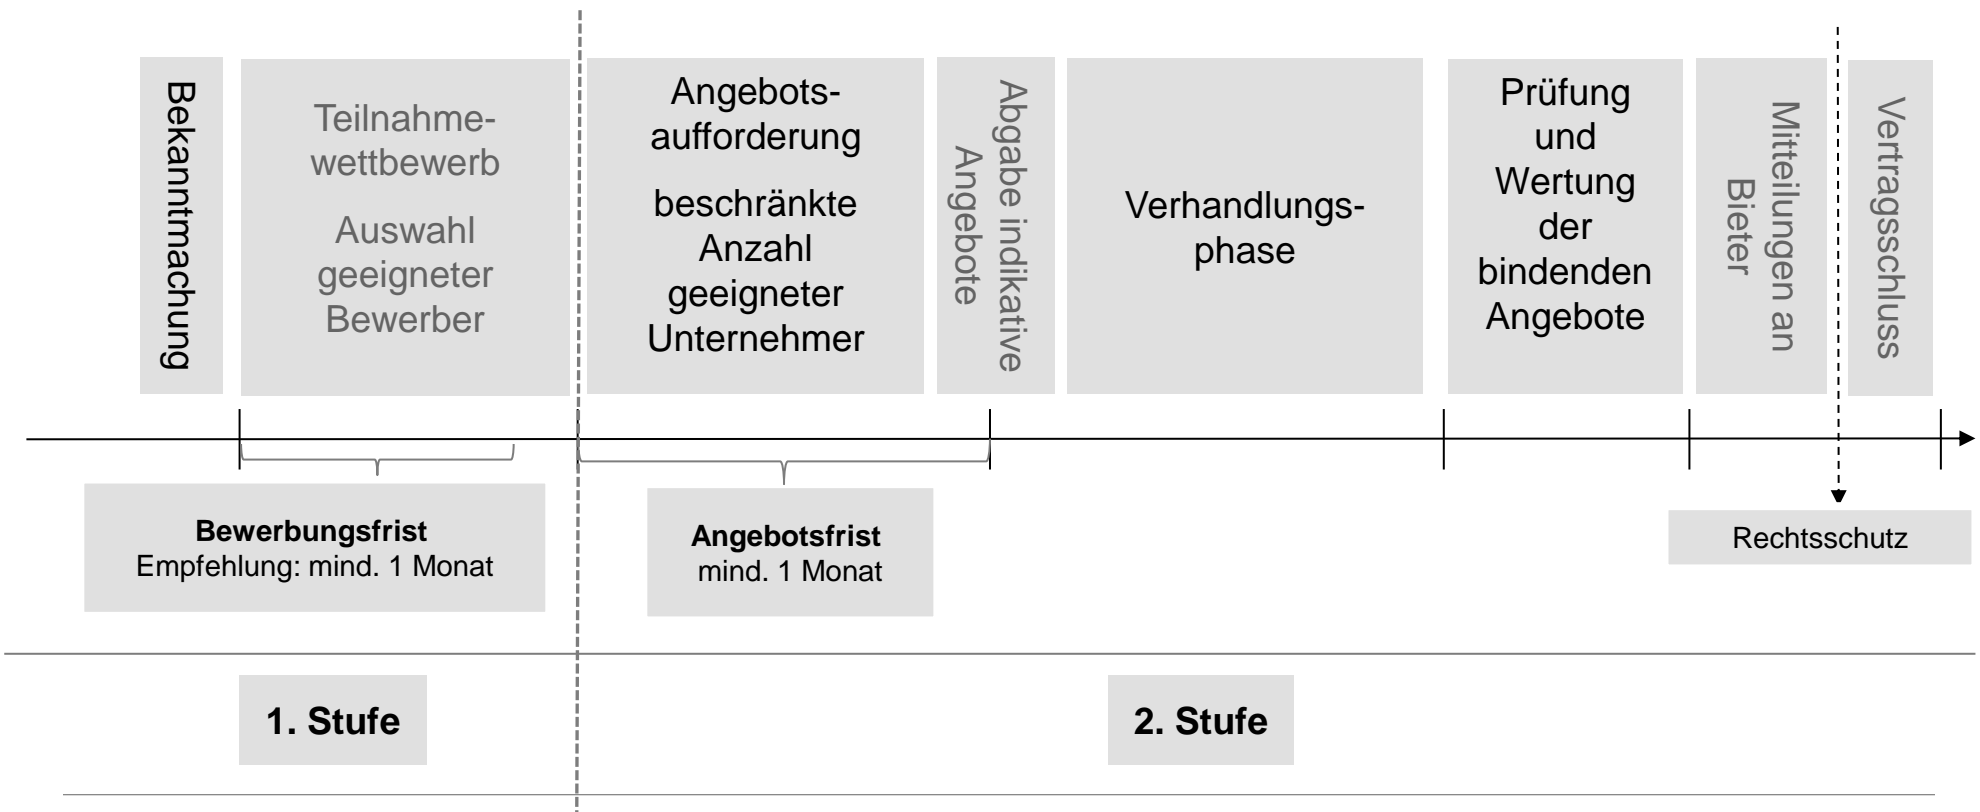 Bekanntmachung
Teilnahme-
wettbewerb
Auswahl
geeigneter
Bewerber
Angebots-
aufforderung
beschränkte
Anzahl
geeigneter
Unternehmer
Abgabe indikative
Angebote
Verhandlungs-
phase
Prüfung
und
Wertung
der
bindenden
Angebote
Mitteilungen an
Bieter
Vertragsschluss
Bewerbungsfrist
Empfehlung: mind. 1 Monat
Angebotsfrist
mind. 1 Monat
Rechtsschutz
1. Stufe
2. Stufe